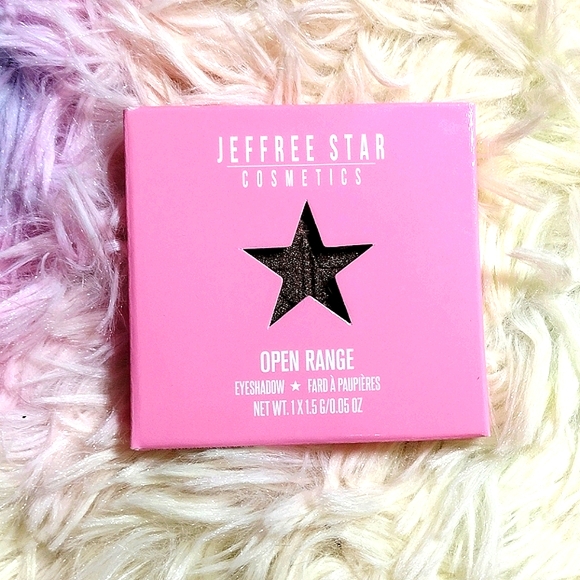 JEFFREE STAR
COSMETICS
OPEN RANGE
EYESHADOW ★ FARD À PAUPIÈRES
NET WT. 1 X 1.5 G/0.05 OZ